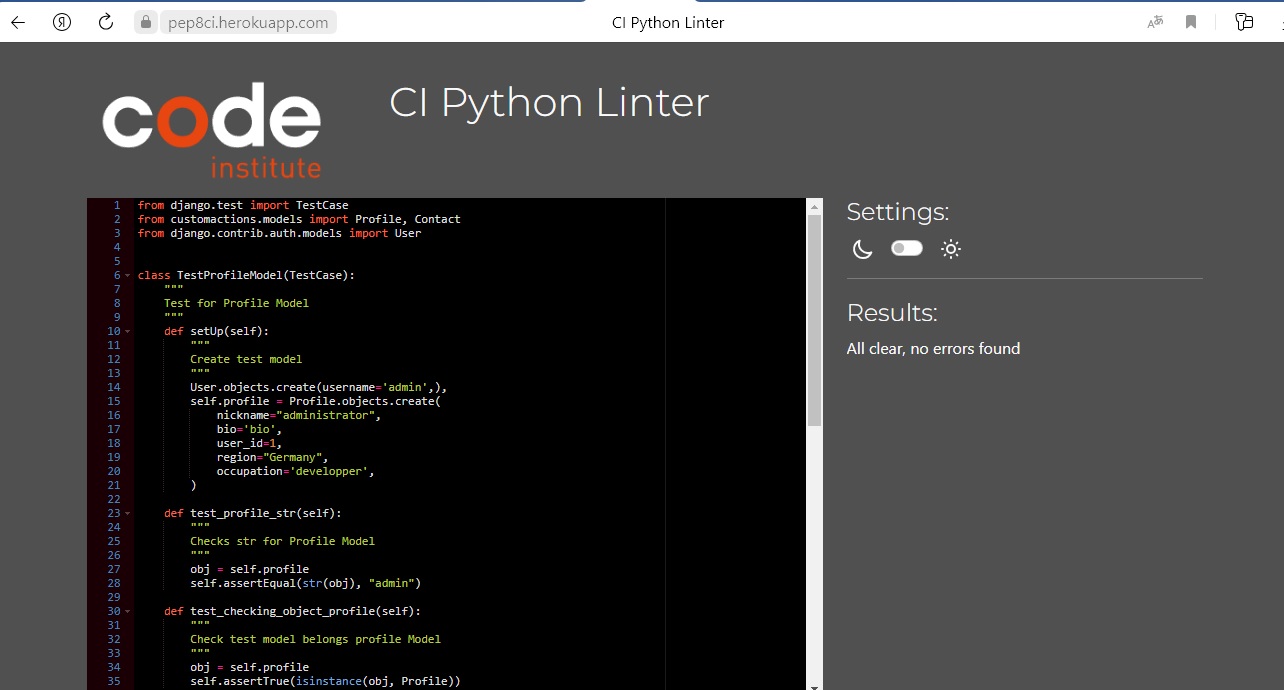 pep8ci.herokuapp.com
CI Python Linter
code
institute
CI Python Linter
1 from django.test import TestCase
2 from customactions.models import Profile, Contact
3 from django.contrib.auth.models import User
4
5
6 class TestProfileModel(TestCase):
7 """
8 Test for Profile Model
9 """
10 def setUp(self):
11 """
12 Create test model
13 """
14 User.objects.create(username='admin',),
15 self.profile = Profile.objects.create(
16 nickname="administrator",
17 bio='bio',
18 user_id=1,
19 region="Germany",
20 occupation='developper',
21 )
22
23 def test_profile_str(self):
24 """
25 Checks str for Profile Model
26 """
27 obj = self.profile
28 self.assertEqual(str(obj), "admin")
29
30 def test_checking_object_profile(self):
31 """
32 Check test model belongs profile Model
33 """
34 obj = self.profile
35 self.assertTrue(isinstance(obj, Profile))
Settings:
Results:
All clear, no errors found